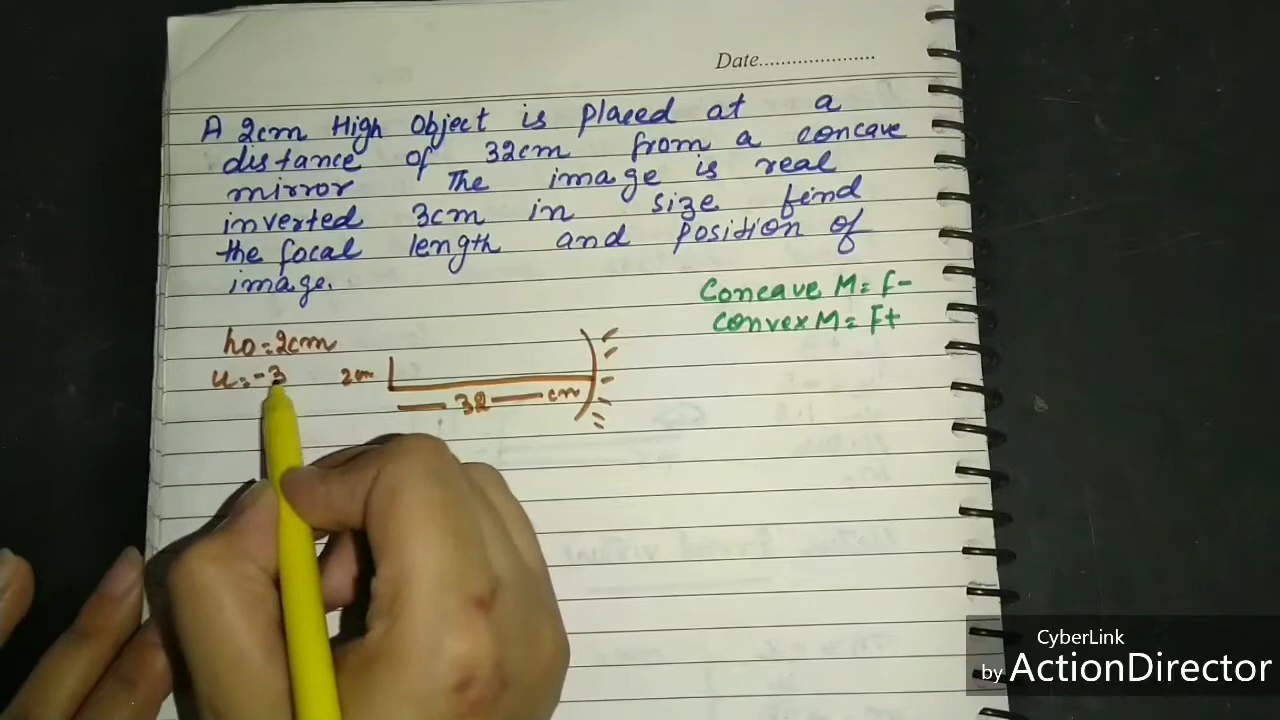 Date....................
A 2cm High Object is placed at a
distance of 32cm from a concave
mirror The image is real
inverted 3cm in size find
the focal length and position of
image.
Concave M = f-
Convex M = F+
ho = 2cm
u = -3
2cm
32 cm
CyberLink
by ActionDirector